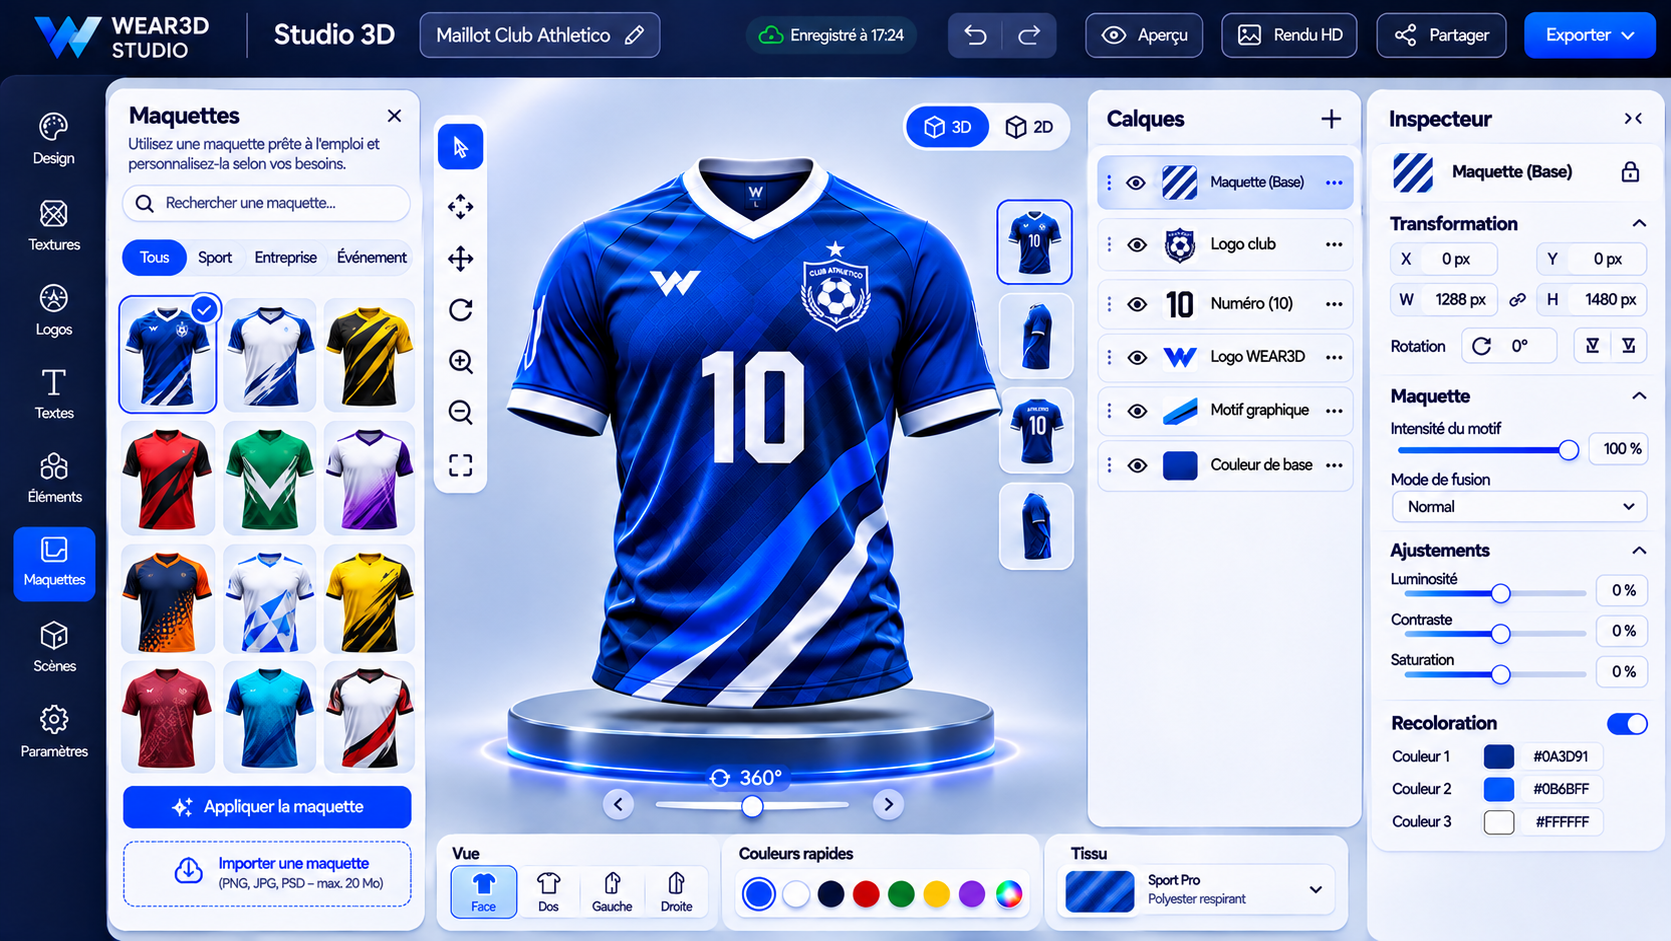 WEAR3D
STUDIO
Studio 3D
Maillot Club Athletico
Enregistré à 17:24
Aperçu
Rendu HD
Partager
Exporter
Design
Textures
Logos
Textes
Éléments
Maquettes
Scènes
Paramètres
Maquettes
Utilisez une maquette prête à l'emploi et
personnalisez-la selon vos besoins.
Rechercher une maquette...
Tous
Sport
Entreprise
Événement
Appliquer la maquette
Importer une maquette
(PNG, JPG, PSD – max. 20 Mo)
3D
2D
W
L
CLUB ATHLETICO
10
10
10
360°
Vue
Face
Dos
Gauche
Droite
Couleurs rapides
Tissu
Sport Pro
Polyester respirant
Calques
Maquette (Base)
Logo club
10
Numéro (10)
Logo WEAR3D
Motif graphique
Couleur de base
Inspecteur
Maquette (Base)
Transformation
X 0 px
Y 0 px
W 1288 px
H 1480 px
Rotation
0°
Maquette
Intensité du motif
100 %
Mode de fusion
Normal
Ajustements
Luminosité
0 %
Contraste
0 %
Saturation
0 %
Recoloration
Couleur 1
#0A3D91
Couleur 2
#0B6BFF
Couleur 3
#FFFFFF